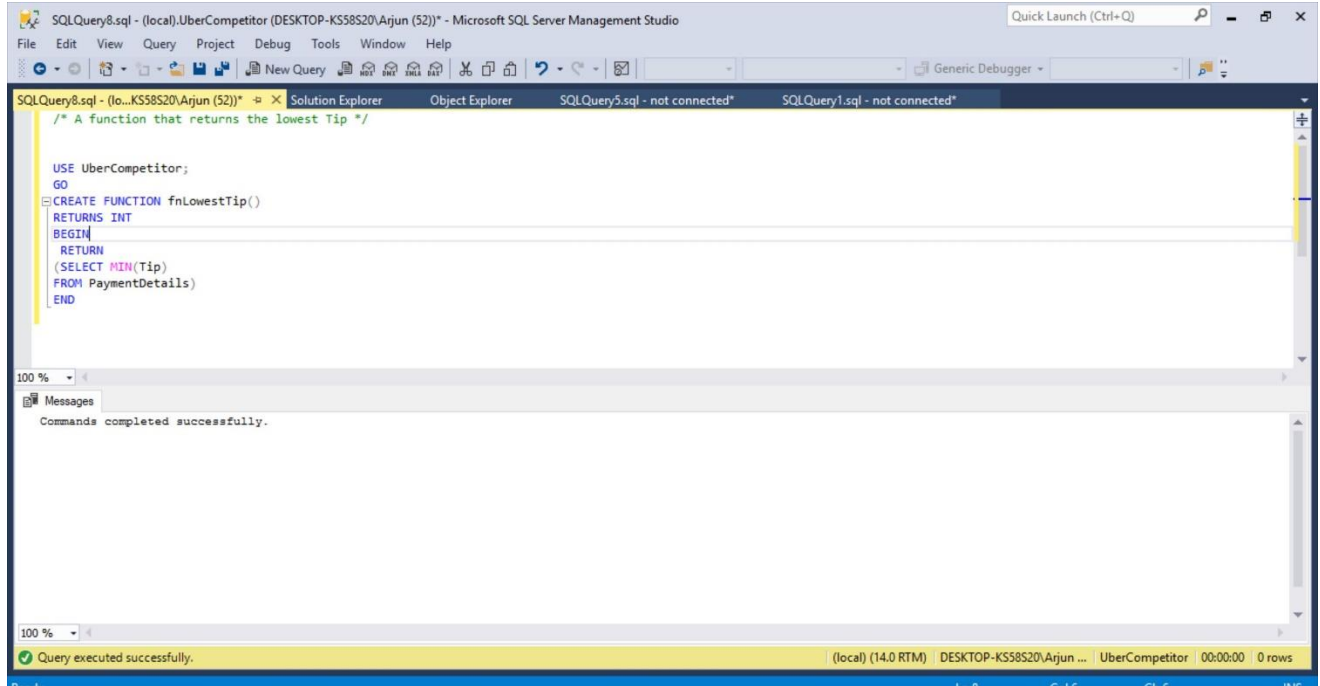 SQLQuery8.sql - (local).UberCompetitor (DESKTOP-KS58S20\Arjun (52))* - Microsoft SQL Server Management Studio
Quick Launch (Ctrl+Q)
File Edit View Query Project Debug Tools Window Help
New Query
Generic Debugger
SQLQuery8.sql - (lo...KS58S20\Arjun (52))* Solution Explorer Object Explorer SQLQuery5.sql - not connected* SQLQuery1.sql - not connected*
/* A function that returns the lowest Tip */
USE UberCompetitor;
GO
CREATE FUNCTION fnLowestTip()
RETURNS INT
BEGIN
RETURN
(SELECT MIN(Tip)
FROM PaymentDetails)
END
100 %
Messages
Commands completed successfully.
100 %
Query executed successfully. (local) (14.0 RTM) DESKTOP-KS58S20\Arjun ... UberCompetitor 00:00:00 0 rows